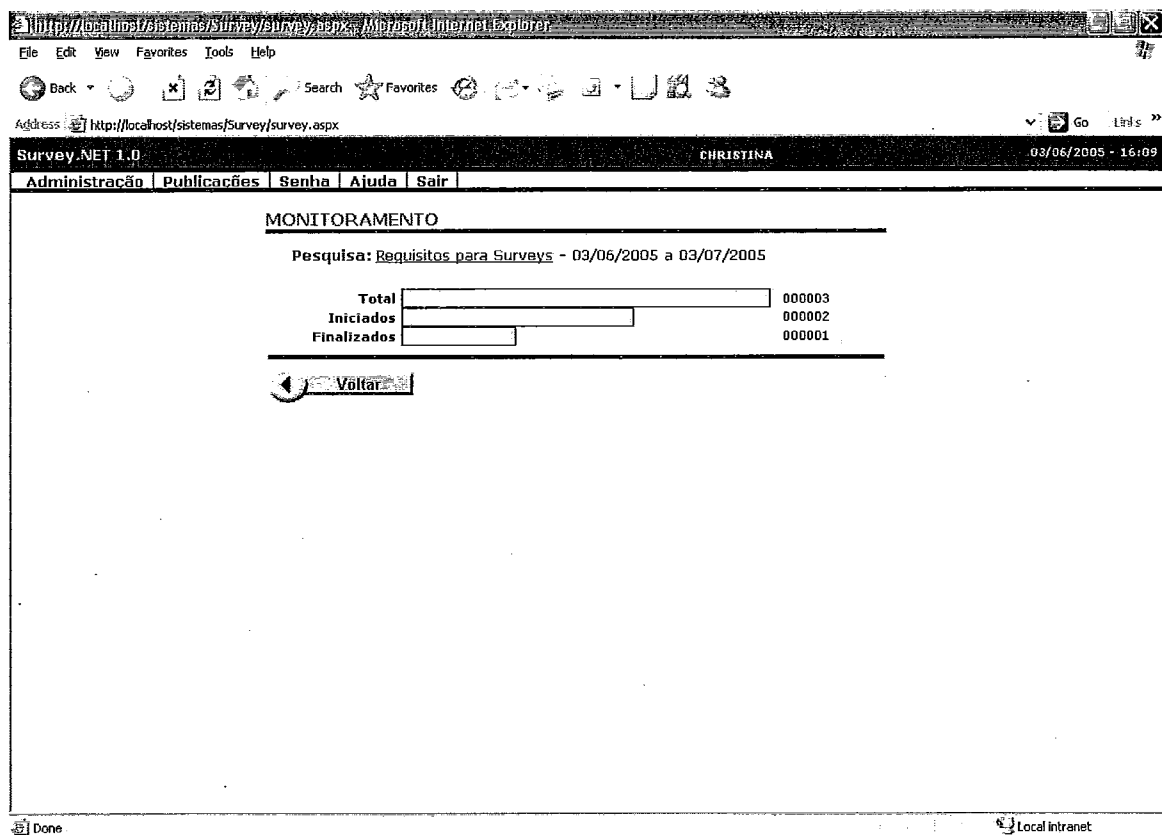 http://localhost/sistemas/Survey/survey.aspx - Microsoft Internet Explorer
File Edit View Favorites Tools Help
Back Search Favorites
Address http://localhost/sistemas/Survey/survey.aspx Go Links »
Survey.NET 1.0 CHRISTINA 03/06/2005 - 16:09
Administração | Publicações | Senha | Ajuda | Sair |
MONITORAMENTO
Pesquisa: Requisitos para Surveys - 03/06/2005 a 03/07/2005
Total 000003
Iniciados 000002
Finalizados 000001
Voltar
Done Local intranet